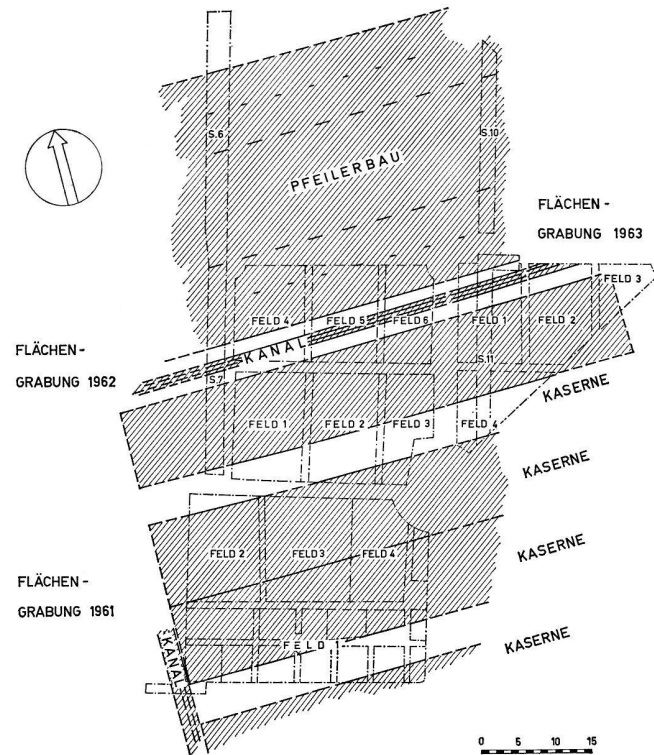 S.6
S.10
PFEILERBAU
FLÄCHEN -
GRABUNG 1963
FELD 3
FELD 4
FELD 5
FELD 6
FELD 1
FELD 2
KANAL
FLÄCHEN -
GRABUNG 1962
S.7
S.11
KASERNE
FELD 1
FELD 2
FELD 3
FELD 4
KASERNE
FELD 2
FELD 3
FELD 4
KASERNE
FLÄCHEN -
GRABUNG 1961
FELD 1
KANAL
KASERNE
0 5 10 15